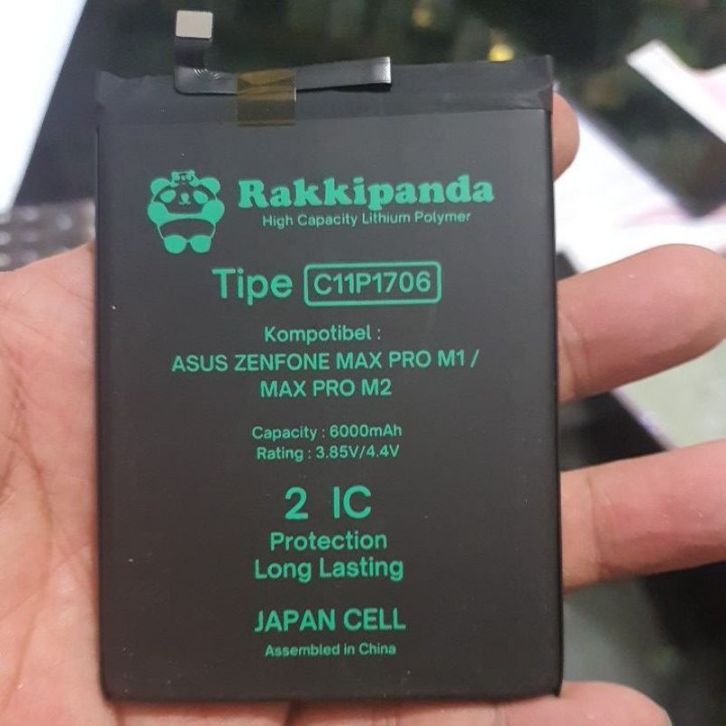 Rakkipanda
High Capacity Lithium Polymer
Tipe C11P1706
Kompotibel :
ASUS ZENFONE MAX PRO M1 /
MAX PRO M2
Capacity : 6000mAh
Rating : 3.85V/4.4V
2 IC
Protection
Long Lasting
JAPAN CELL
Assembled in China